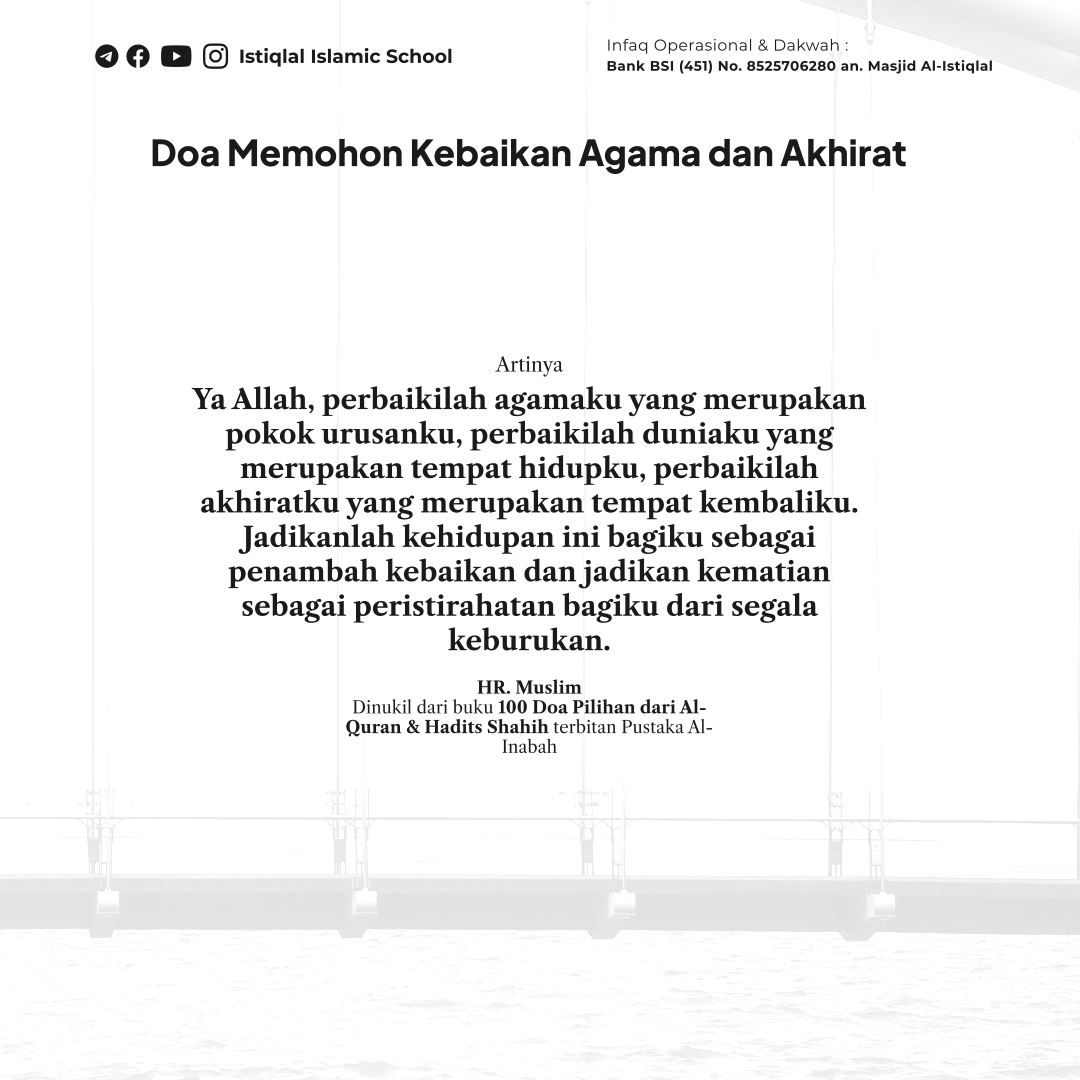 Istiqlal Islamic School
Infaq Operasional & Dakwah :
Bank BSI (451) No. 8525706280 an. Masjid Al-Istiqlal
Doa Memohon Kebaikan Agama dan Akhirat
Artinya
Ya Allah, perbaikilah agamaku yang merupakan
pokok urusanku, perbaikilah duniaku yang
merupakan tempat hidupku, perbaikilah
akhiratku yang merupakan tempat kembaliku.
Jadikanlah kehidupan ini bagiku sebagai
penambah kebaikan dan jadikan kematian
sebagai peristirahatan bagiku dari segala
keburukan.
HR. Muslim
Dinukil dari buku 100 Doa Pilihan dari Al-
Quran & Hadits Shahih terbitan Pustaka Al-
Inabah